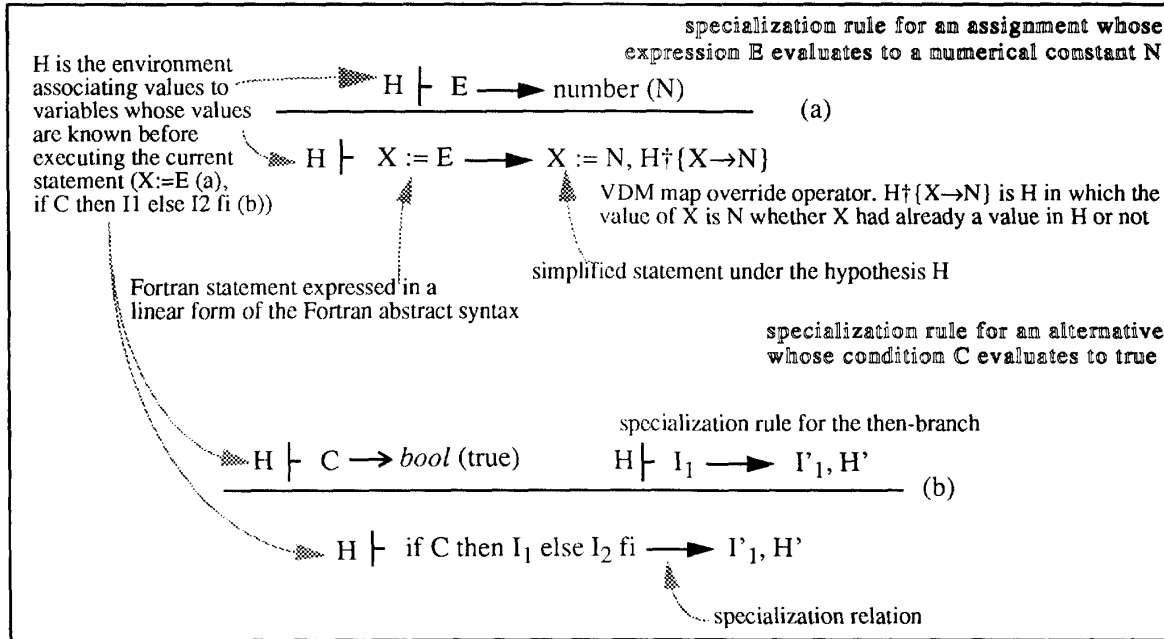 specialization rule for an assignment whose
expression E evaluates to a numerical constant N
H is the environment
associating values to
variables whose values
are known before
executing the current
statement (X:=E (a),
if C then I1 else I2 fi (b))
H ├ E → number (N)
(a)
H ├ X := E → X := N, H†{X→N}
VDM map override operator. H†{X→N} is H in which the
value of X is N whether X had already a value in H or not
simplified statement under the hypothesis H
Fortran statement expressed in a
linear form of the Fortran abstract syntax
specialization rule for an alternative
whose condition C evaluates to true
specialization rule for the then-branch
H ├ C → bool (true) H ├ I₁ → I'₁, H'
(b)
H ├ if C then I₁ else I₂ fi → I'₁, H'
specialization relation